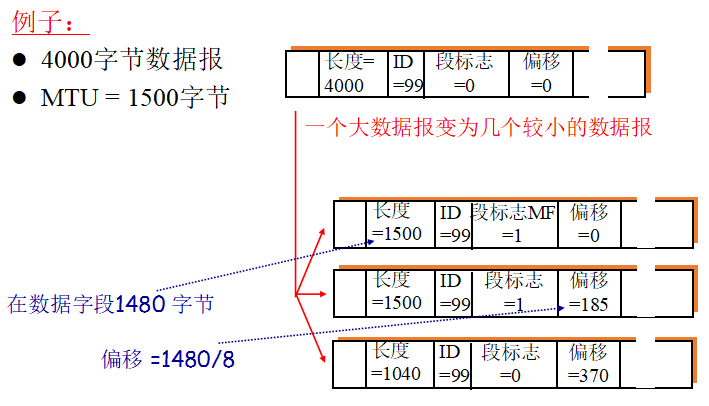 例子：
● 4000字节数据报
● MTU = 1500字节
长度= ID 段标志 偏移
4000 =99 =0 =0
一个大数据报变为几个较小的数据报
长度 ID 段标志MF 偏移
=1500 =99 =1 =0
长度 ID 段标志 偏移
=1500 =99 =1 =185
在数据字段1480 字节
偏移 =1480/8
长度 ID 段标志 偏移
=1040 =99 =0 =370